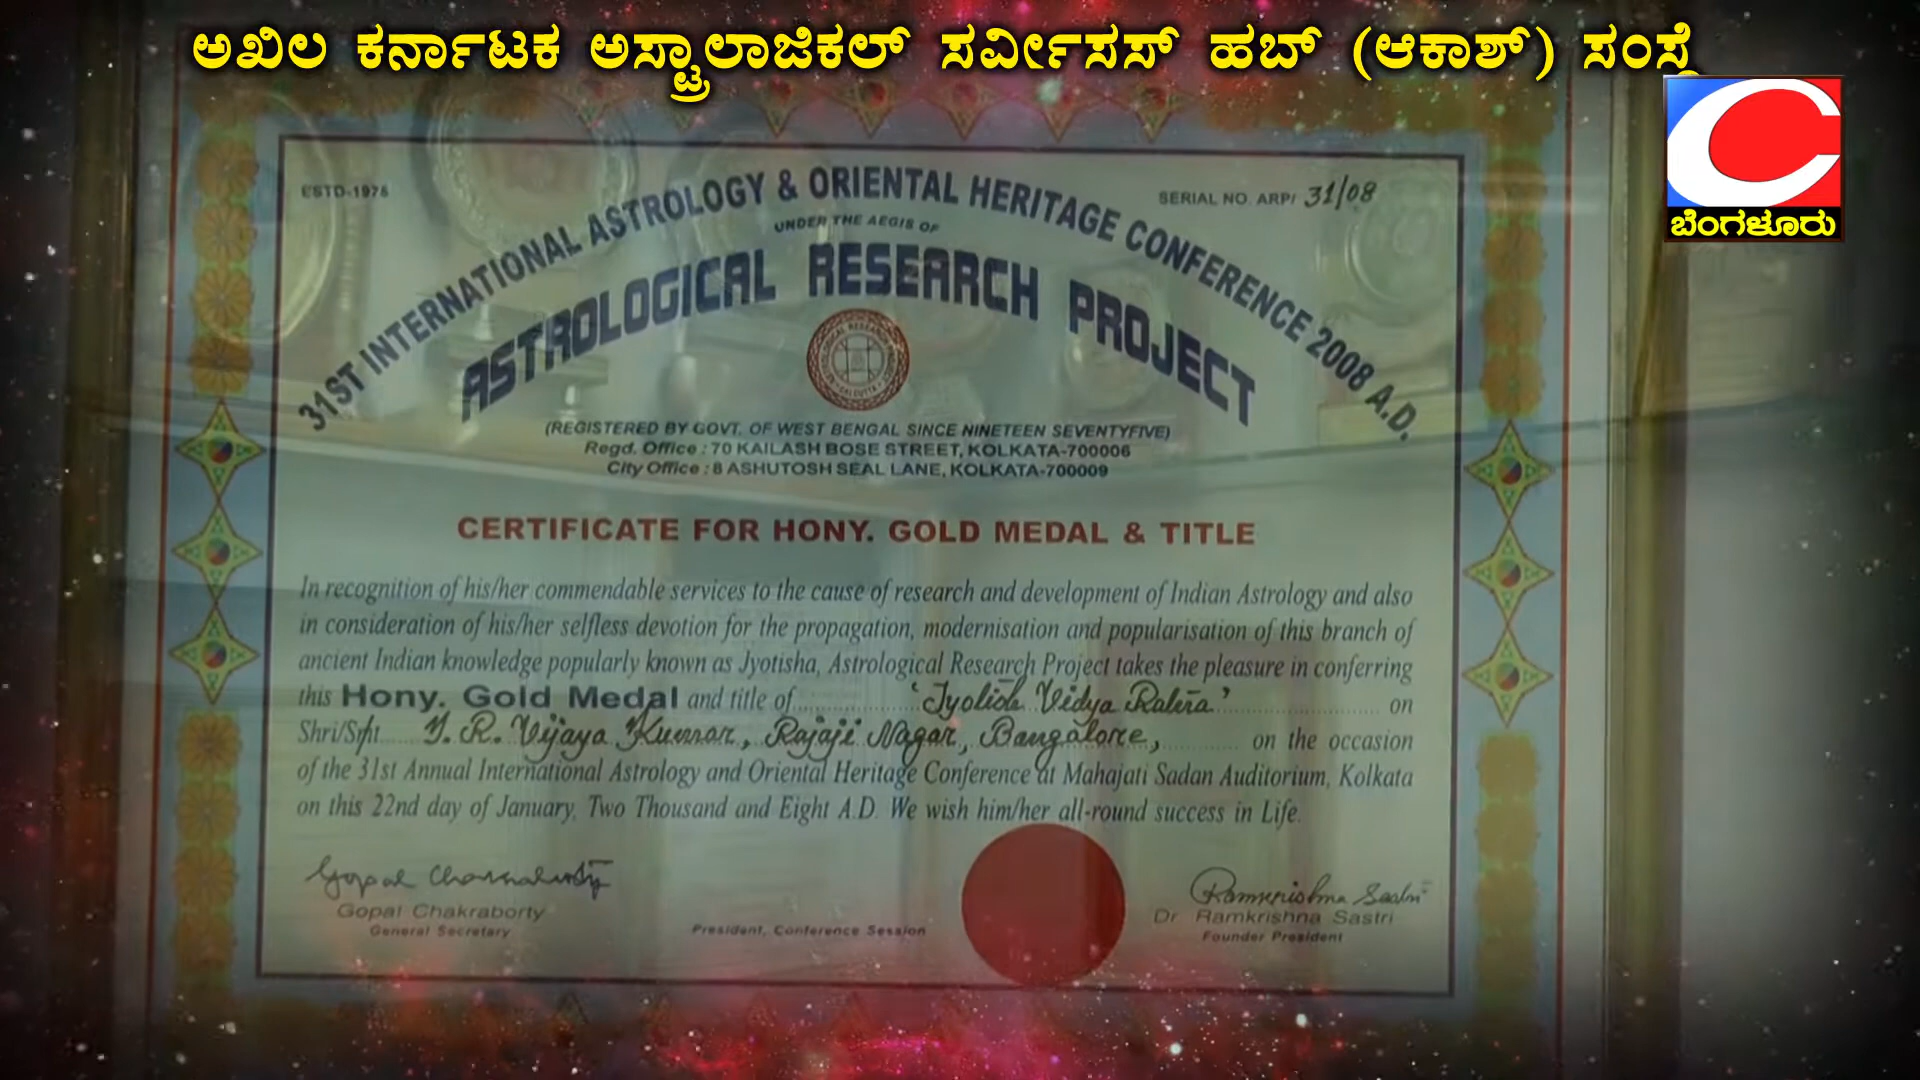 ಅಖಿಲ ಕರ್ನಾಟಕ ಅಸ್ಟ್ರಾಲಾಜಿಕಲ್ ಸರ್ವೀಸಸ್ ಹಬ್ (ಆಕಾಶ್) ಸಂಸ್ಥೆ
ಬೆಂಗಳೂರು
ESTD-1976
SERIAL NO. ARP/ 31/08
31ST INTERNATIONAL ASTROLOGY & ORIENTAL HERITAGE CONFERENCE 2008 A.D.
UNDER THE AEGIS OF
ASTROLOGICAL RESEARCH PROJECT
(REGISTERED BY GOVT. OF WEST BENGAL SINCE NINETEEN SEVENTYFIVE)
Regd. Office : 70 KAILASH BOSE STREET, KOLKATA-700006
City Office : 8 ASHUTOSH SEAL LANE, KOLKATA-700009
CERTIFICATE FOR HONY. GOLD MEDAL & TITLE
In recognition of his/her commendable services to the cause of research and development of Indian Astrology and also
in consideration of his/her selfless devotion for the propagation, modernisation and popularisation of this branch of
ancient Indian knowledge popularly known as Jyotisha, Astrological Research Project takes the pleasure in conferring
this Hony. Gold Medal and title of 'Jyotish Vidya Ratna' on
Shri/Smt. Y. R. Vijaya Kumar, Rajaji Nagar, Bangalore, on the occasion
of the 31st Annual International Astrology and Oriental Heritage Conference at Mahajati Sadan Auditorium, Kolkata
on this 22nd day of January, Two Thousand and Eight A.D. We wish him/her all-round success in Life.
Gopal Chakraborty
Ramkrishna Sastri
Gopal Chakraborty
Dr Ramkrishna Sastri
General Secretary
President, Conference Session
Founder President